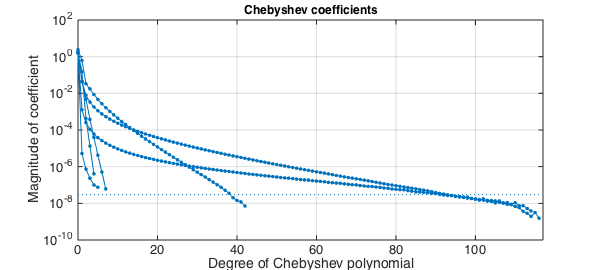 Chebyshev coefficients
Magnitude of coefficient
10^2
10^0
10^-2
10^-4
10^-6
10^-8
10^-10
0 20 40 60 80 100
Degree of Chebyshev polynomial